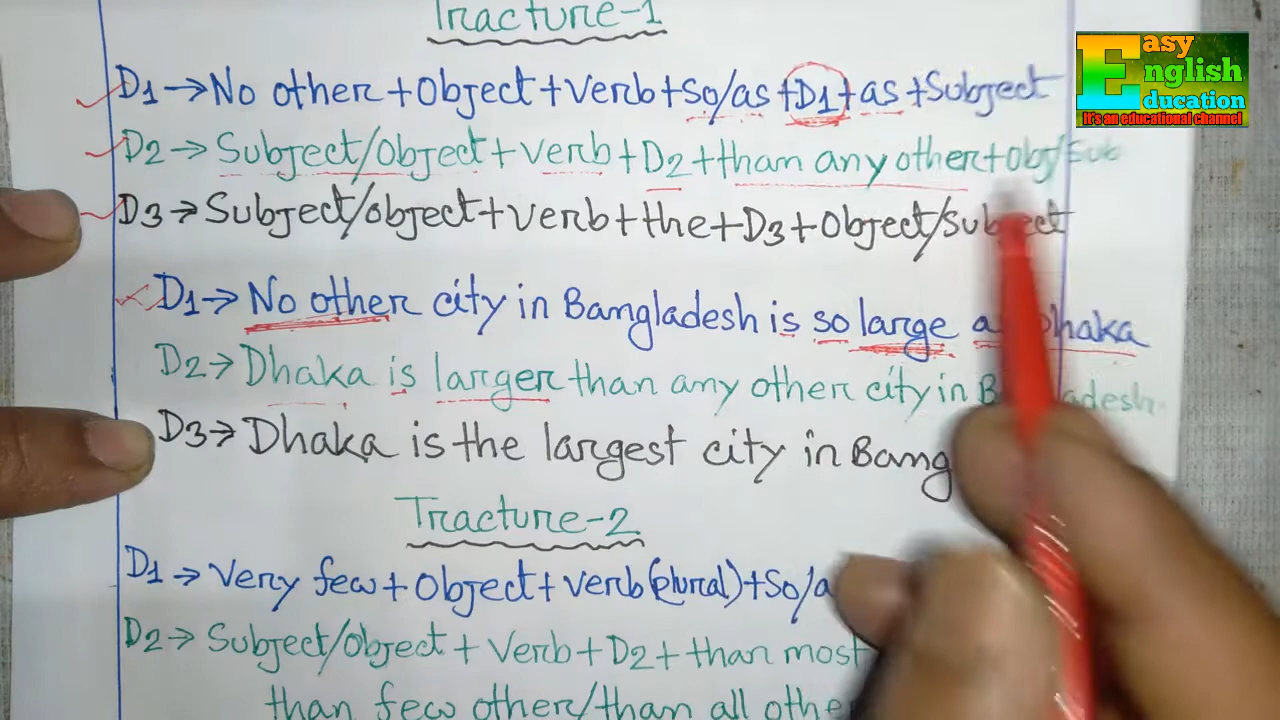 Tracture-1
D1→No other+Object+verb+so/as+D1+as+Subject
D2→ Subject/Object+verb+D2+than any other+obj/Sub
D3→ Subject/object+verb+the+D3+Object/Subject
D1→ No other city in Bangladesh is so large Dhaka
D2→ Dhaka is larger than any other city in
D3→ Dhaka is the largest city in
Tracture-2
D1→ Very few+Object+verb(plural)+So/a
D2→ Subject/Object+Verb+D2+than most
than few other/than all othe
Easy
English
Education
It's an educational channel